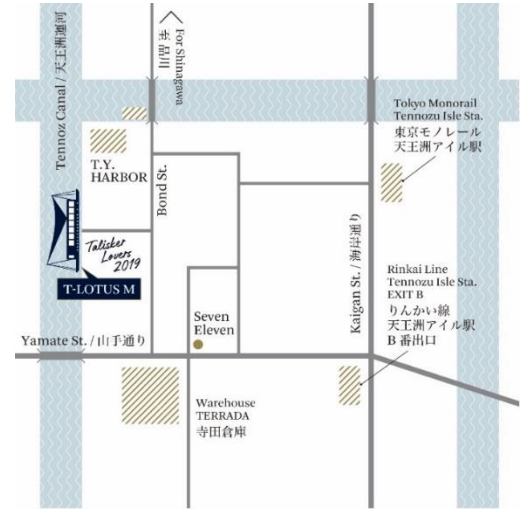 For Shinagawa
至品川
Tennoz Canal / 天王洲運河
Tokyo Monorail
Tennozu Isle Sta.
東京モノレール
天王洲アイル駅
T.Y.
HARBOR
Bond St.
Talisker
Lovers
2019
T-LOTUS M
Kaigan St. / 海岸通り
Rinkai Line
Tennozu Isle Sta.
EXIT B
りんかい線
天王洲アイル駅
B 番出口
Seven
Eleven
Yamate St. / 山手通り
Warehouse
TERRADA
寺田倉庫